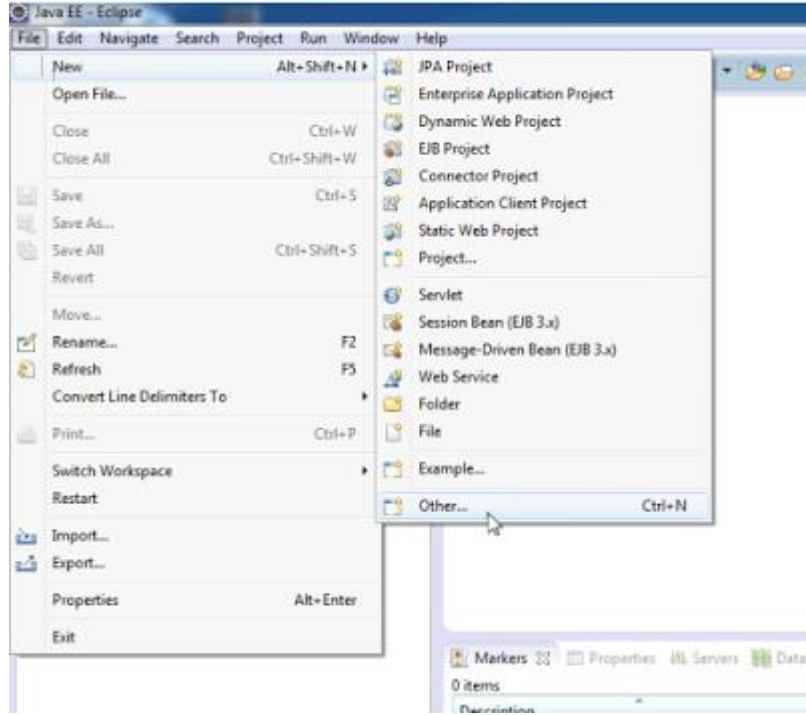 Java EE - Eclipse
File Edit Navigate Search Project Run Window Help
New Alt+Shift+N
Open File...
Close Ctrl+W
Close All Ctrl+Shift+W
Save Ctrl+S
Save As...
Save All Ctrl+Shift+S
Revert
Move...
Rename... F2
Refresh F5
Convert Line Delimiters To
Print... Ctrl+P
Switch Workspace
Restart
Import...
Export...
Properties Alt+Enter
Exit
JPA Project
Enterprise Application Project
Dynamic Web Project
EJB Project
Connector Project
Application Client Project
Static Web Project
Project...
Servlet
Session Bean (EJB 3.x)
Message-Driven Bean (EJB 3.x)
Web Service
Folder
File
Example...
Other... Ctrl+N
Markers Properties Servers Data
0 items
Description